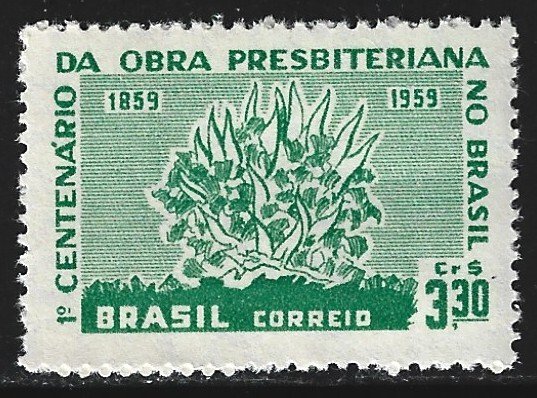 1º CENTENÁRIO DA OBRA PRESBITERIANA NO BRASIL
1859 1959
Cr$
3,30
BRASIL CORREIO